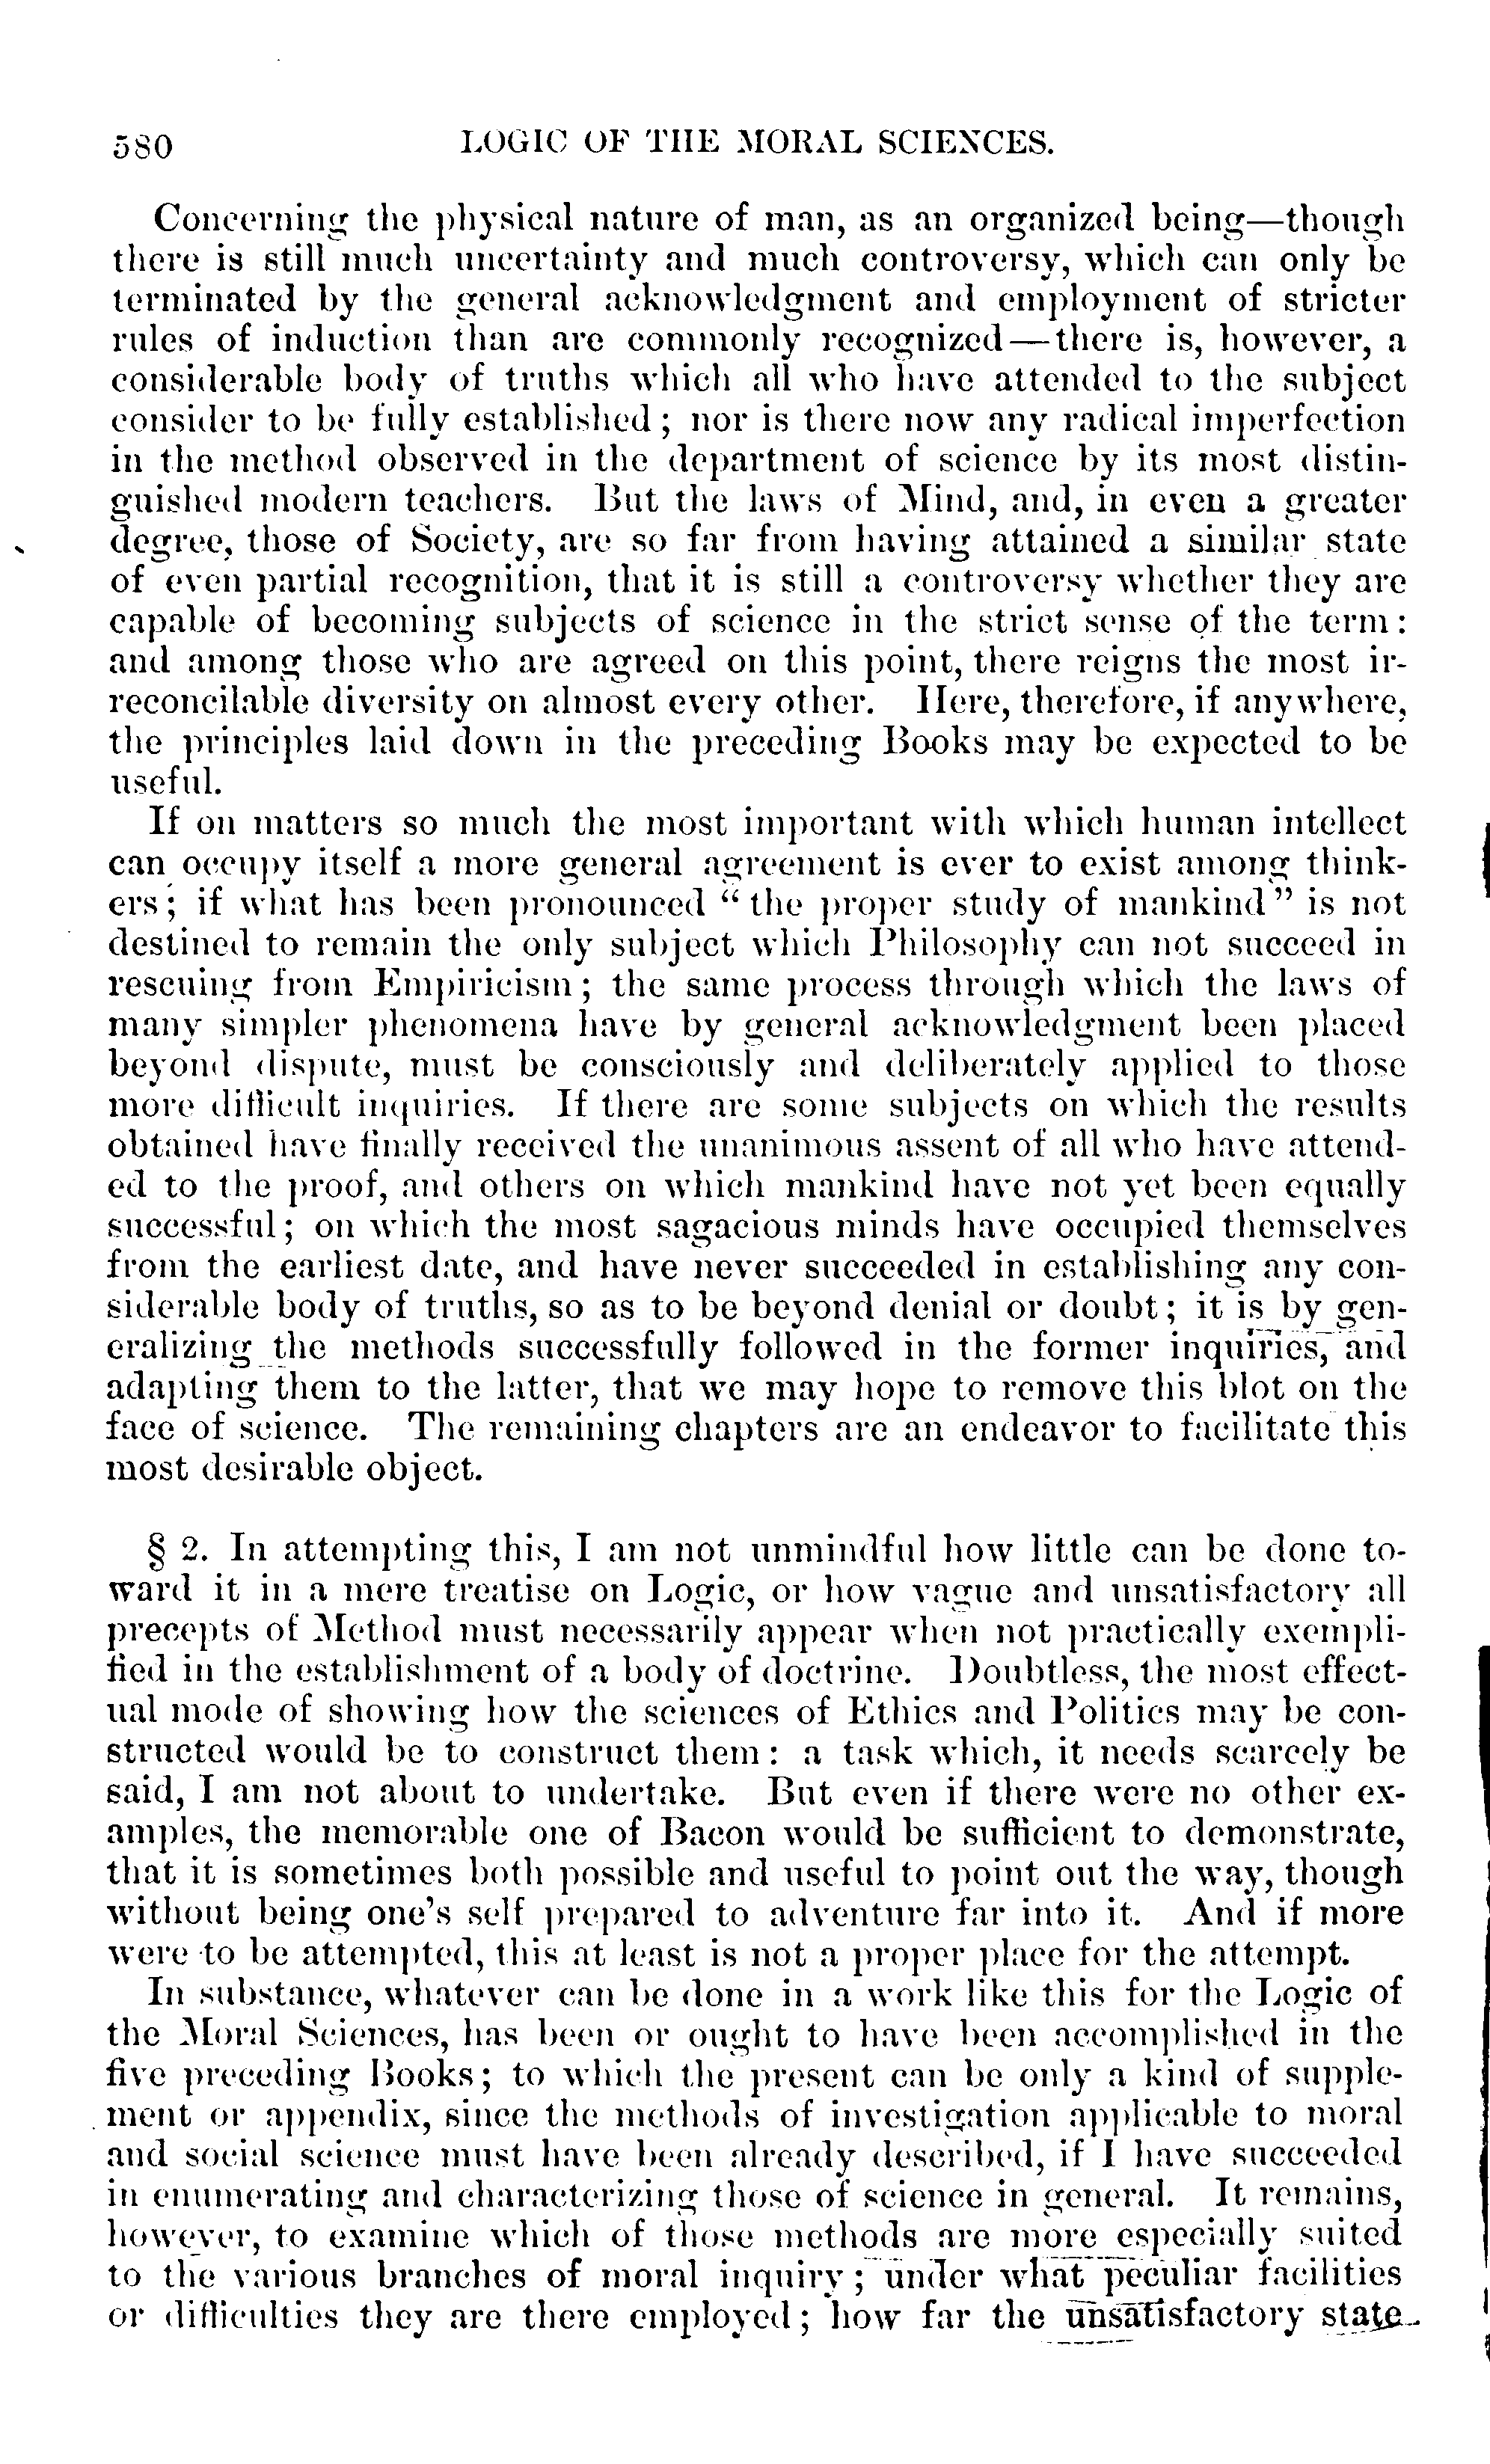 580 LOGIC OF THE MORAL SCIENCES.
Concerning the physical nature of man, as an organized being—though
there is still much uncertainty and much controversy, which can only be
terminated by the general acknowledgment and employment of stricter
rules of induction than are commonly recognized—there is, however, a
considerable body of truths which all who have attended to the subject
consider to be fully established; nor is there now any radical imperfection
in the method observed in the department of science by its most distin-
guished modern teachers. But the laws of Mind, and, in even a greater
degree, those of Society, are so far from having attained a similar state
of even partial recognition, that it is still a controversy whether they are
capable of becoming subjects of science in the strict sense of the term:
and among those who are agreed on this point, there reigns the most ir-
reconcilable diversity on almost every other. Here, therefore, if anywhere,
the principles laid down in the preceding Books may be expected to be
useful.
If on matters so much the most important with which human intellect
can occupy itself a more general agreement is ever to exist among think-
ers; if what has been pronounced “the proper study of mankind” is not
destined to remain the only subject which Philosophy can not succeed in
rescuing from Empiricism; the same process through which the laws of
many simpler phenomena have by general acknowledgment been placed
beyond dispute, must be consciously and deliberately applied to those
more difficult inquiries. If there are some subjects on which the results
obtained have finally received the unanimous assent of all who have attend-
ed to the proof, and others on which mankind have not yet been equally
successful; on which the most sagacious minds have occupied themselves
from the earliest date, and have never succeeded in establishing any con-
siderable body of truths, so as to be beyond denial or doubt; it is by gen-
eralizing the methods successfully followed in the former inquiries, and
adapting them to the latter, that we may hope to remove this blot on the
face of science. The remaining chapters are an endeavor to facilitate this
most desirable object.
§ 2. In attempting this, I am not unmindful how little can be done to-
ward it in a mere treatise on Logic, or how vague and unsatisfactory all
precepts of Method must necessarily appear when not practically exempli-
fied in the establishment of a body of doctrine. Doubtless, the most effect-
ual mode of showing how the sciences of Ethics and Politics may be con-
structed would be to construct them: a task which, it needs scarcely be
said, I am not about to undertake. But even if there were no other ex-
amples, the memorable one of Bacon would be sufficient to demonstrate,
that it is sometimes both possible and useful to point out the way, though
without being one's self prepared to adventure far into it. And if more
were to be attempted, this at least is not a proper place for the attempt.
In substance, whatever can be done in a work like this for the Logic of
the Moral Sciences, has been or ought to have been accomplished in the
five preceding Books; to which the present can be only a kind of supple-
ment or appendix, since the methods of investigation applicable to moral
and social science must have been already described, if I have succeeded
in enumerating and characterizing those of science in general. It remains,
however, to examine which of those methods are more especially suited
to the various branches of moral inquiry; under what peculiar facilities
or difficulties they are there employed; how far the unsatisfactory state